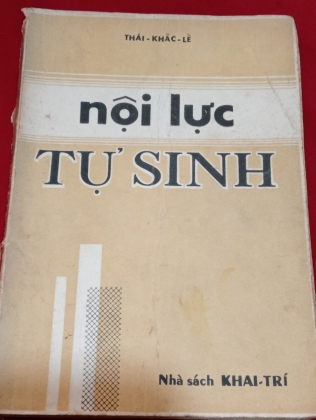 THÁI-KHẮC-LỄ
nội lực
TỰ SINH
Nhà sách KHAI-TRÍ